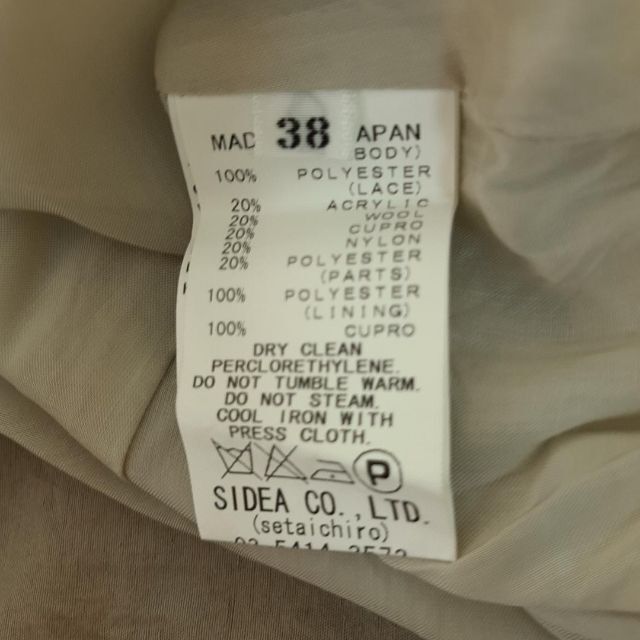 MAD 38 APAN
BODY)
100% POLYESTER
(LACE)
20% ACRYLIC
20% WOOL
20% CUPRO
20% NYLON
20% POLYESTER
(PARTS)
100% POLYESTER
(LINING)
100% CUPRO
DRY CLEAN
PERCLORETHYLENE.
DO NOT TUMBLE WARM.
DO NOT STEAM.
COOL IRON WITH
PRESS CLOTH.
P
SIDEA CO.,LTD.
(setaichiro)